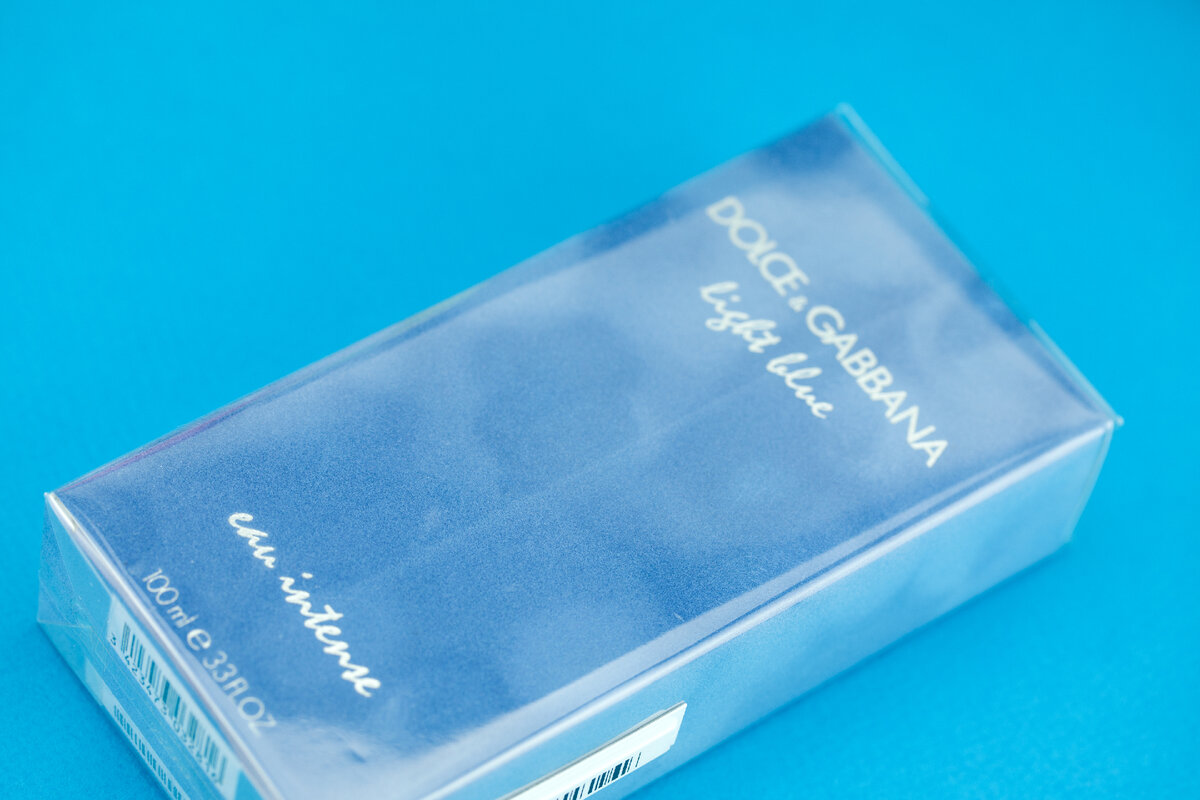 DOLCE & GABBANA
light blue
eau intense
100 ml e 3.3 FL.OZ